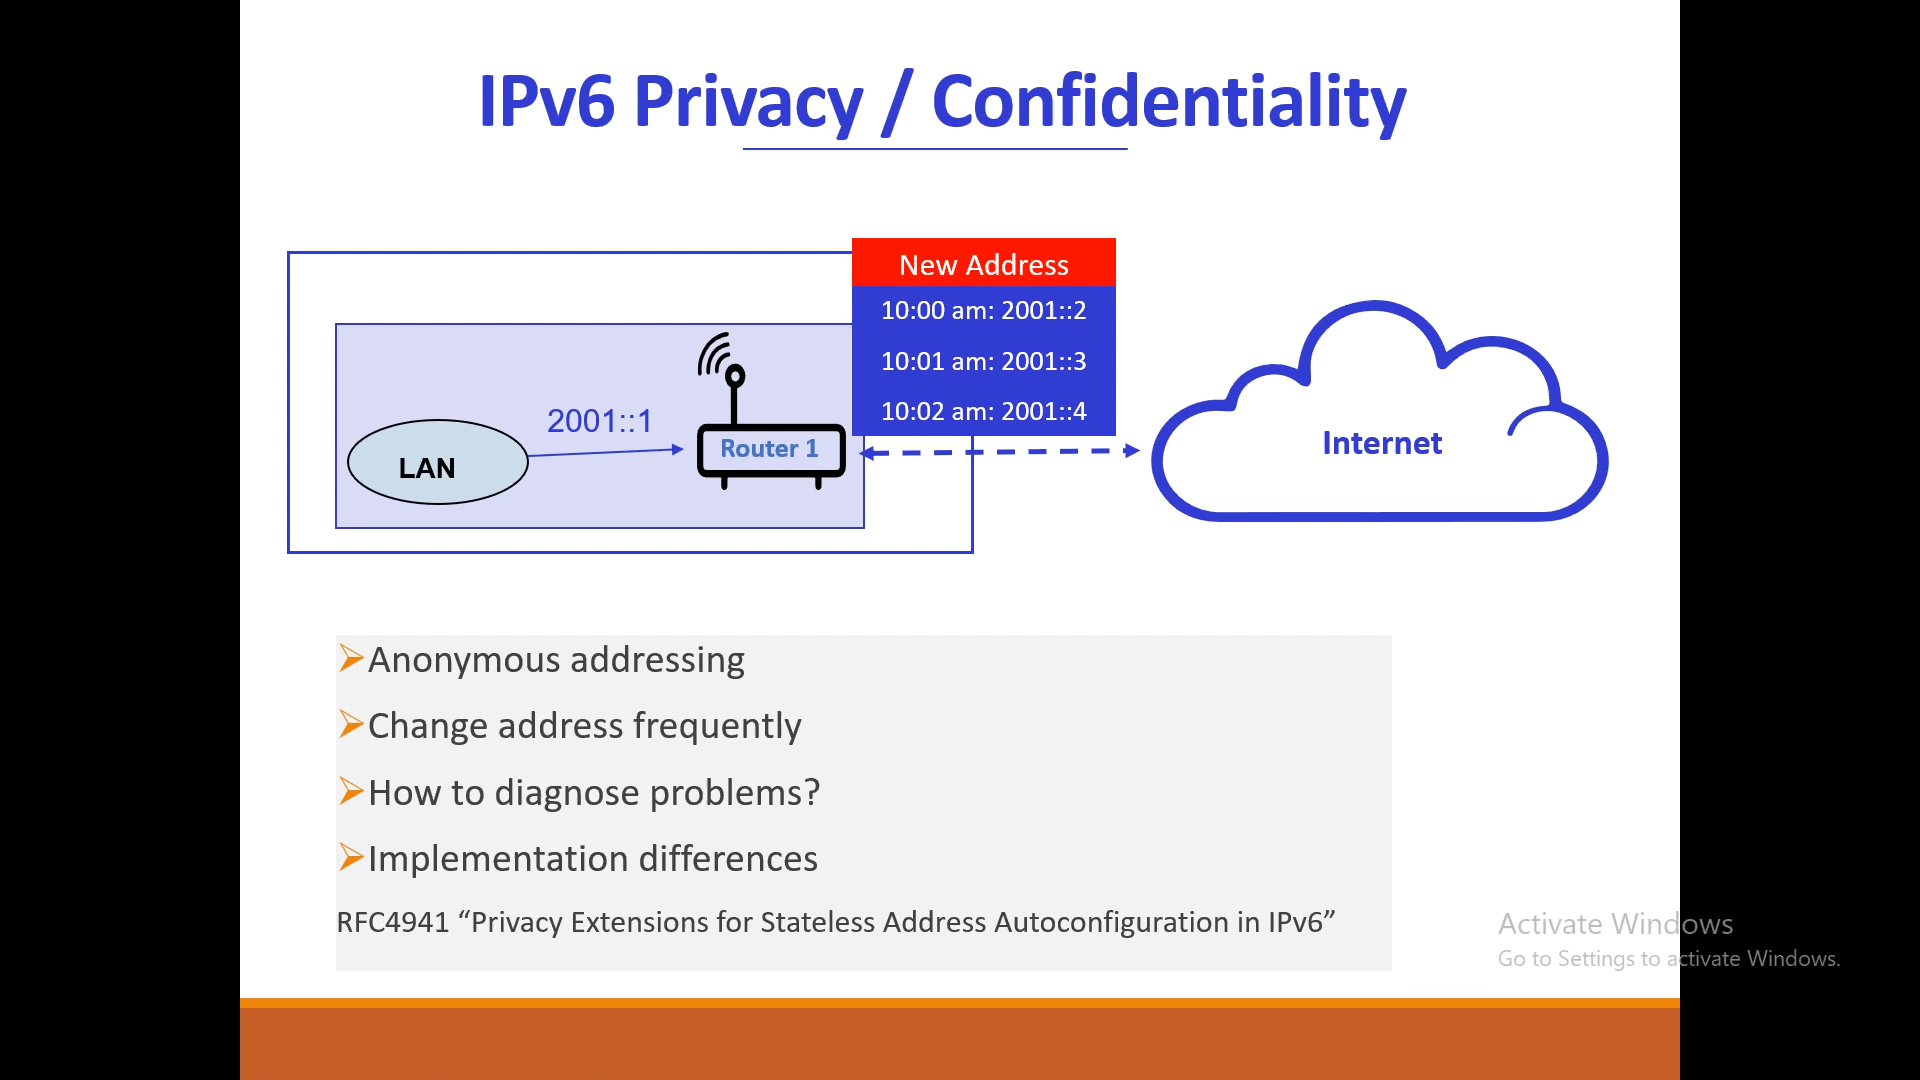 IPv6 Privacy / Confidentiality
New Address
10:00 am: 2001::2
10:01 am: 2001::3
10:02 am: 2001::4
2001::1
Router 1
LAN
Internet
Anonymous addressing
Change address frequently
How to diagnose problems?
Implementation differences
RFC4941 “Privacy Extensions for Stateless Address Autoconfiguration in IPv6”
Activate Windows
Go to Settings to activate Windows.